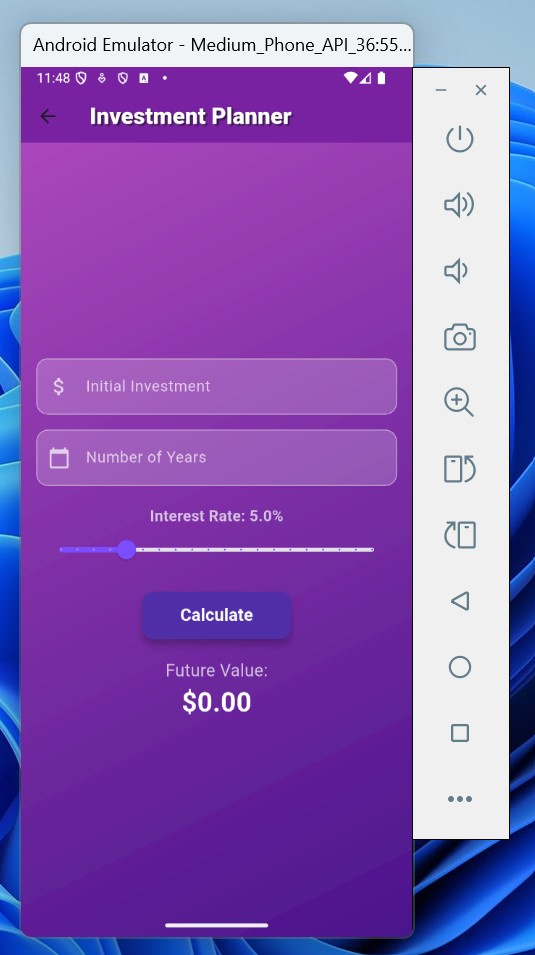 Android Emulator - Medium_Phone_API_36:55...
11:48
Investment Planner
$ Initial Investment
Number of Years
Interest Rate: 5.0%
Calculate
Future Value:
$0.00